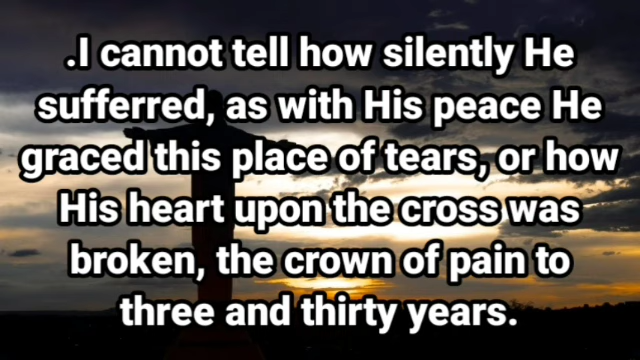 .I cannot tell how silently He
sufferred, as with His peace He
graced this place of tears, or how
His heart upon the cross was
broken, the crown of pain to
three and thirty years.